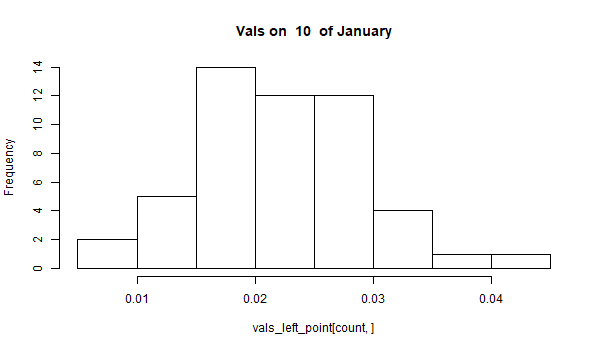 Vals on  10  of January
14
12
10
8
6
4
2
0
Frequency
0.01 0.02 0.03 0.04
vals_left_point[count, ]